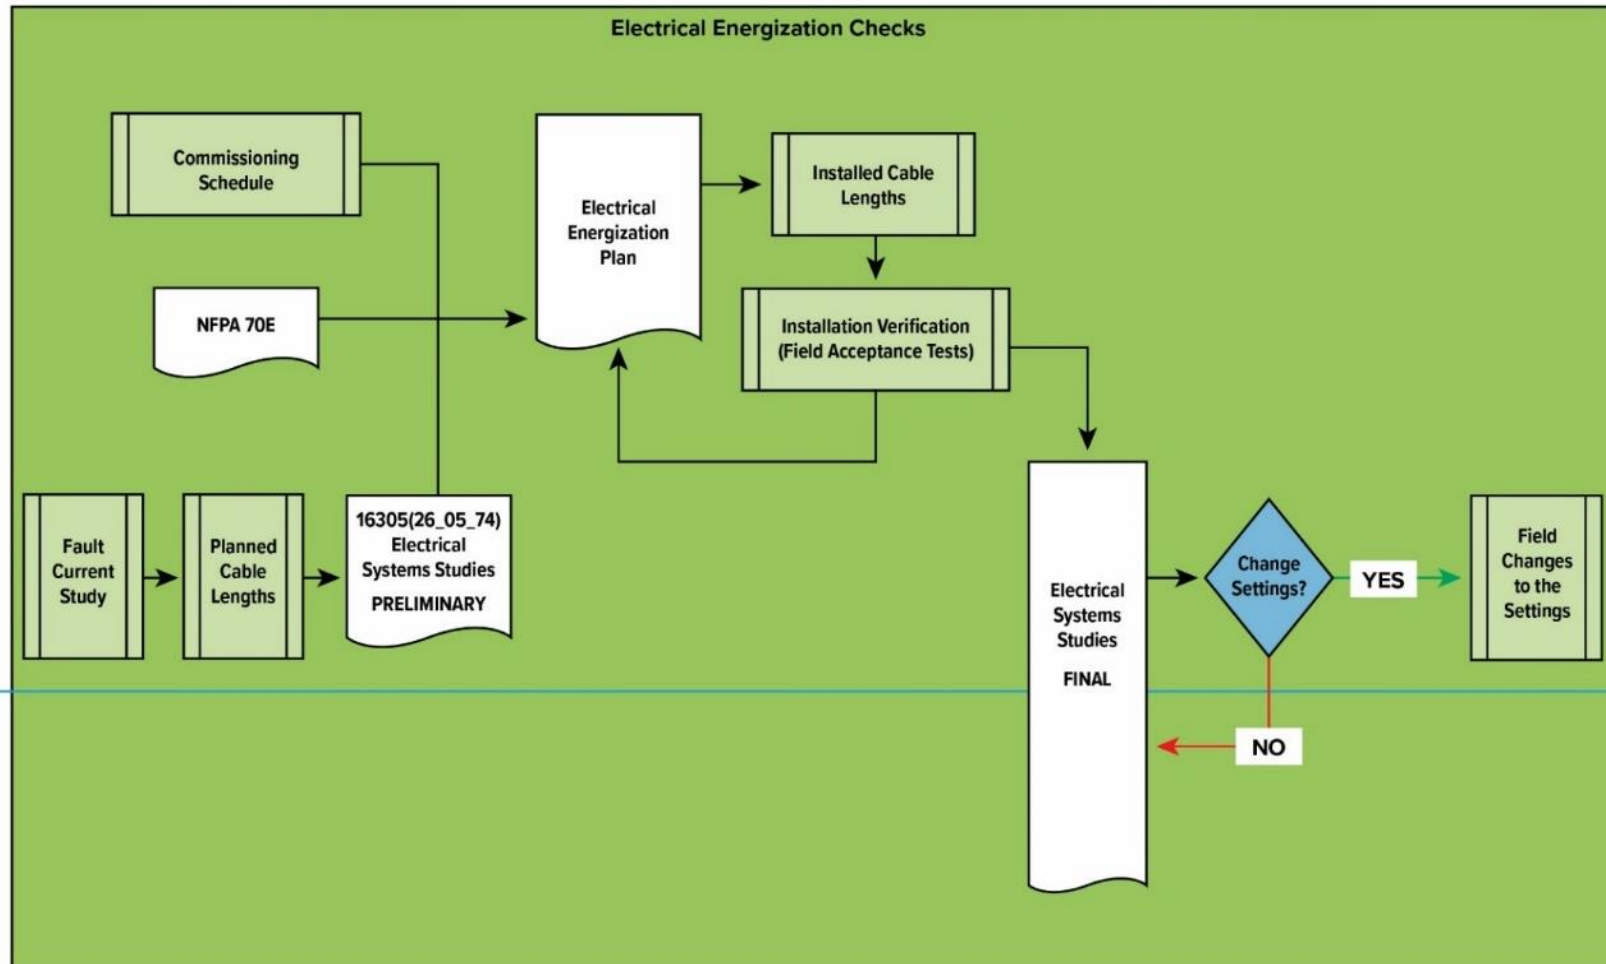 Electrical Energization Checks
Commissioning
Schedule
Electrical
Energization
Plan
Installed Cable
Lengths
NFPA 70E
Installation Verification
(Field Acceptance Tests)
Fault
Current
Study
Planned
Cable
Lengths
16305(26_05_74)
Electrical
Systems Studies
PRELIMINARY
Electrical
Systems
Studies
FINAL
Change
Settings?
YES
Field
Changes
to the
Settings
NO